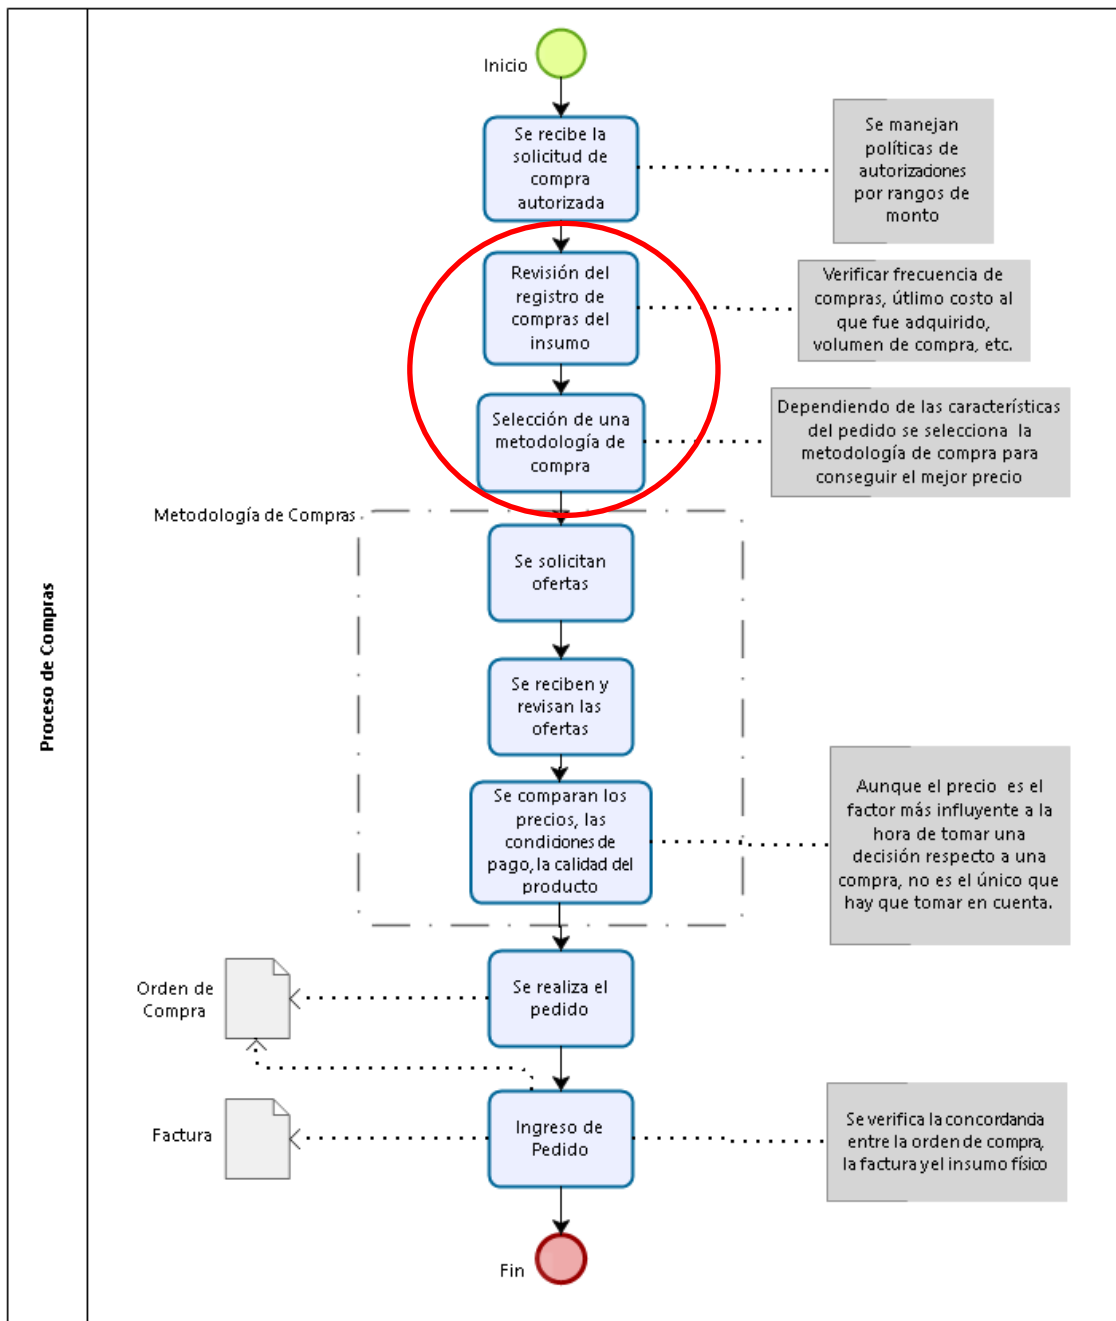 Proceso de Compras
Inicio
Se recibe la
solicitud de
compra
autorizada
Se manejan
políticas de
autorizaciones
por rangos de
monto
Revisión del
registro de
compras del
insumo
Verificar frecuencia de
compras, útlimo costo al
que fue adquirido,
volumen de compra, etc.
Selección de una
metodología de
compra
Dependiendo de las características
del pedido se selecciona la
metodología de compra para
conseguir el mejor precio
Metodología de Compras
Se solicitan
ofertas
Se reciben y
revisan las
ofertas
Se comparan los
precios, las
condiciones de
pago, la calidad del
producto
Aunque el precio es el
factor más influyente a la
hora de tomar una
decisión respecto a una
compra, no es el único que
hay que tomar en cuenta.
Se realiza el
pedido
Orden de
Compra
Factura
Ingreso de
Pedido
Se verifica la concordancia
entre la orden de compra,
la factura y el insumo físico
Fin